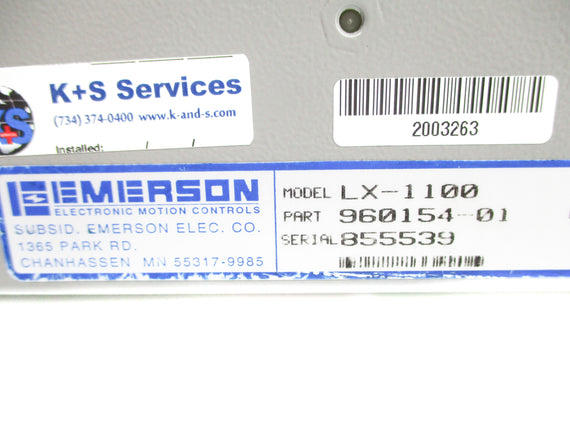 K+S Services
(734) 374-0400 www.k-and-s.com
Installed: / /
K+S
2003263
EMERSON
ELECTRONIC MOTION CONTROLS
SUBSID. EMERSON ELEC. CO.
1365 PARK RD.
CHANHASSEN MN 55317-9985
MODEL LX-1100
PART 960154-01
SERIAL 855539